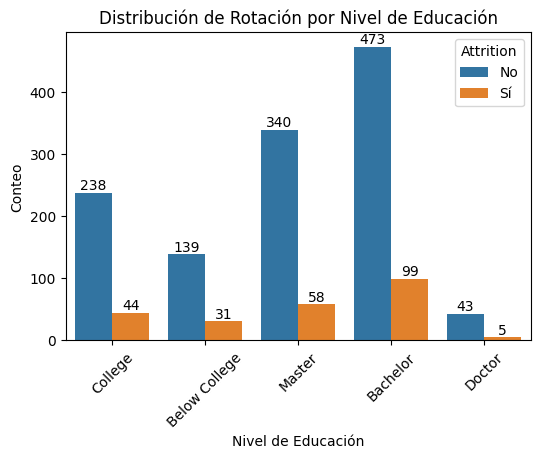 Distribución de Rotación por Nivel de Educación
Attrition
No
Sí
Conteo
400
300
200
100
0
238
44
139
31
340
58
473
99
43
5
College
Below College
Master
Bachelor
Doctor
Nivel de Educación